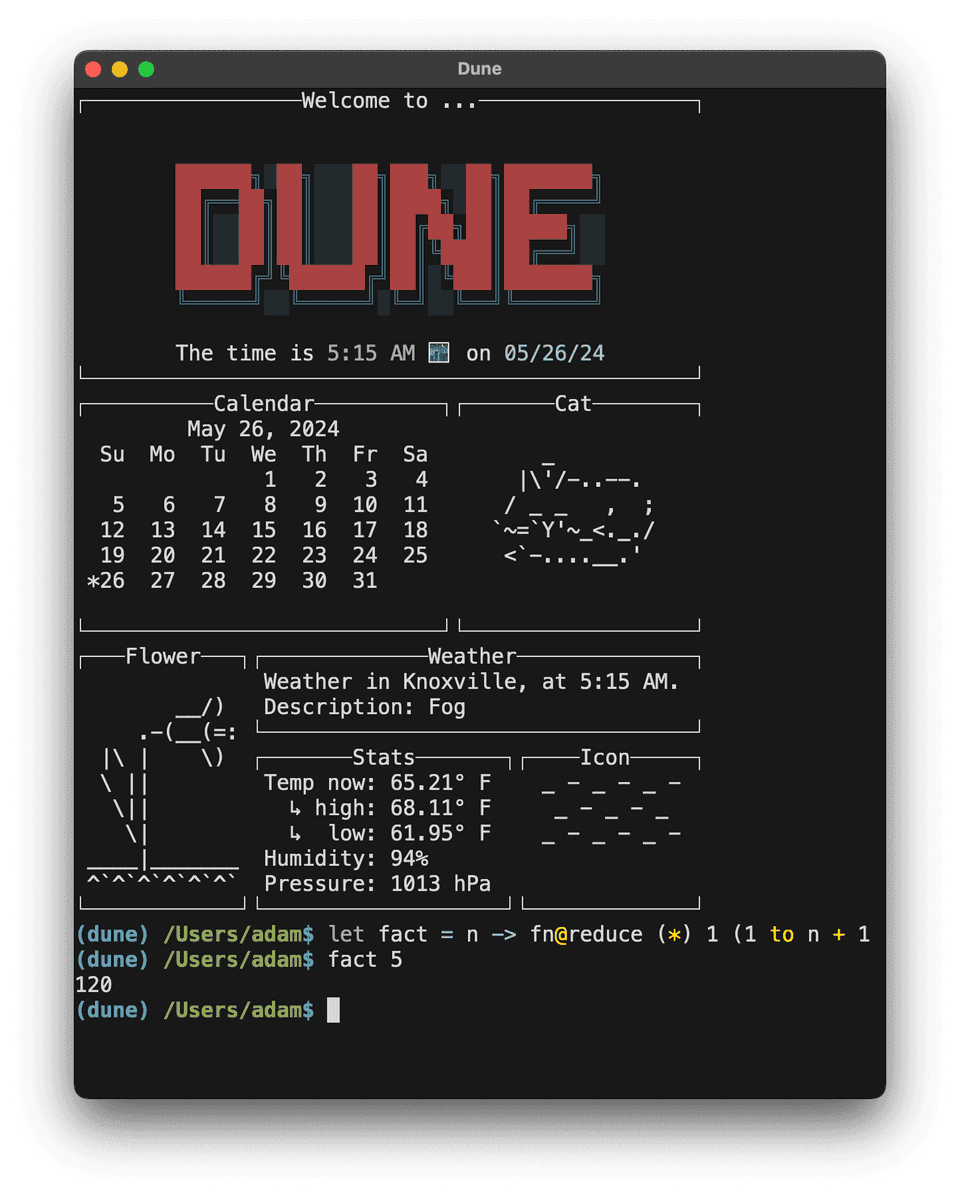 Dune
Welcome to ...
DUNE
The time is 5:15 AM 🌃 on 05/26/24
Calendar
May 26, 2024
Su Mo Tu We Th Fr Sa
1 2 3 4
5 6 7 8 9 10 11
12 13 14 15 16 17 18
19 20 21 22 23 24 25
*26 27 28 29 30 31
Cat
Flower
Weather
Weather in Knoxville, at 5:15 AM.
Description: Fog
Stats
Temp now: 65.21° F
↳ high: 68.11° F
↳ low: 61.95° F
Humidity: 94%
Pressure: 1013 hPa
Icon
(dune) /Users/adam$ let fact = n -> fn@reduce (*) 1 (1 to n + 1
(dune) /Users/adam$ fact 5
120
(dune) /Users/adam$